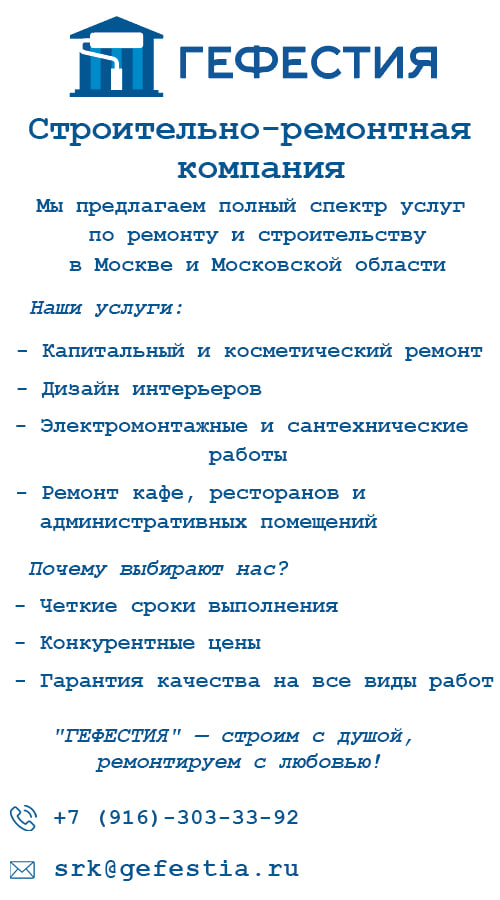 ГЕФЕСТИЯ
Строительно-ремонтная
компания
Мы предлагаем полный спектр услуг
по ремонту и строительству
в Москве и Московской области
Наши услуги:
- Капитальный и косметический ремонт
- Дизайн интерьеров
- Электромонтажные и сантехнические
работы
- Ремонт кафе, ресторанов и
административных помещений
Почему выбирают нас?
- Четкие сроки выполнения
- Конкурентные цены
- Гарантия качества на все виды работ
"ГЕФЕСТИЯ" — строим с душой,
ремонтируем с любовью!
+7 (916)-303-33-92
srk@gefestia.ru